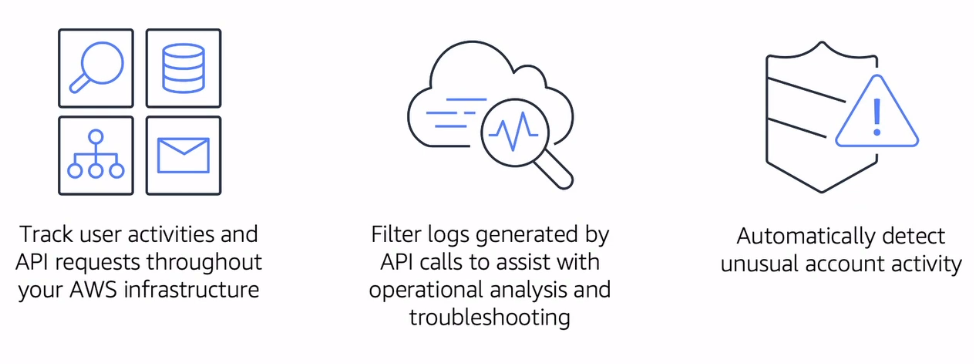 Track user activities and
API requests throughout
your AWS infrastructure
Filter logs generated by
API calls to assist with
operational analysis and
troubleshooting
Automatically detect
unusual account activity